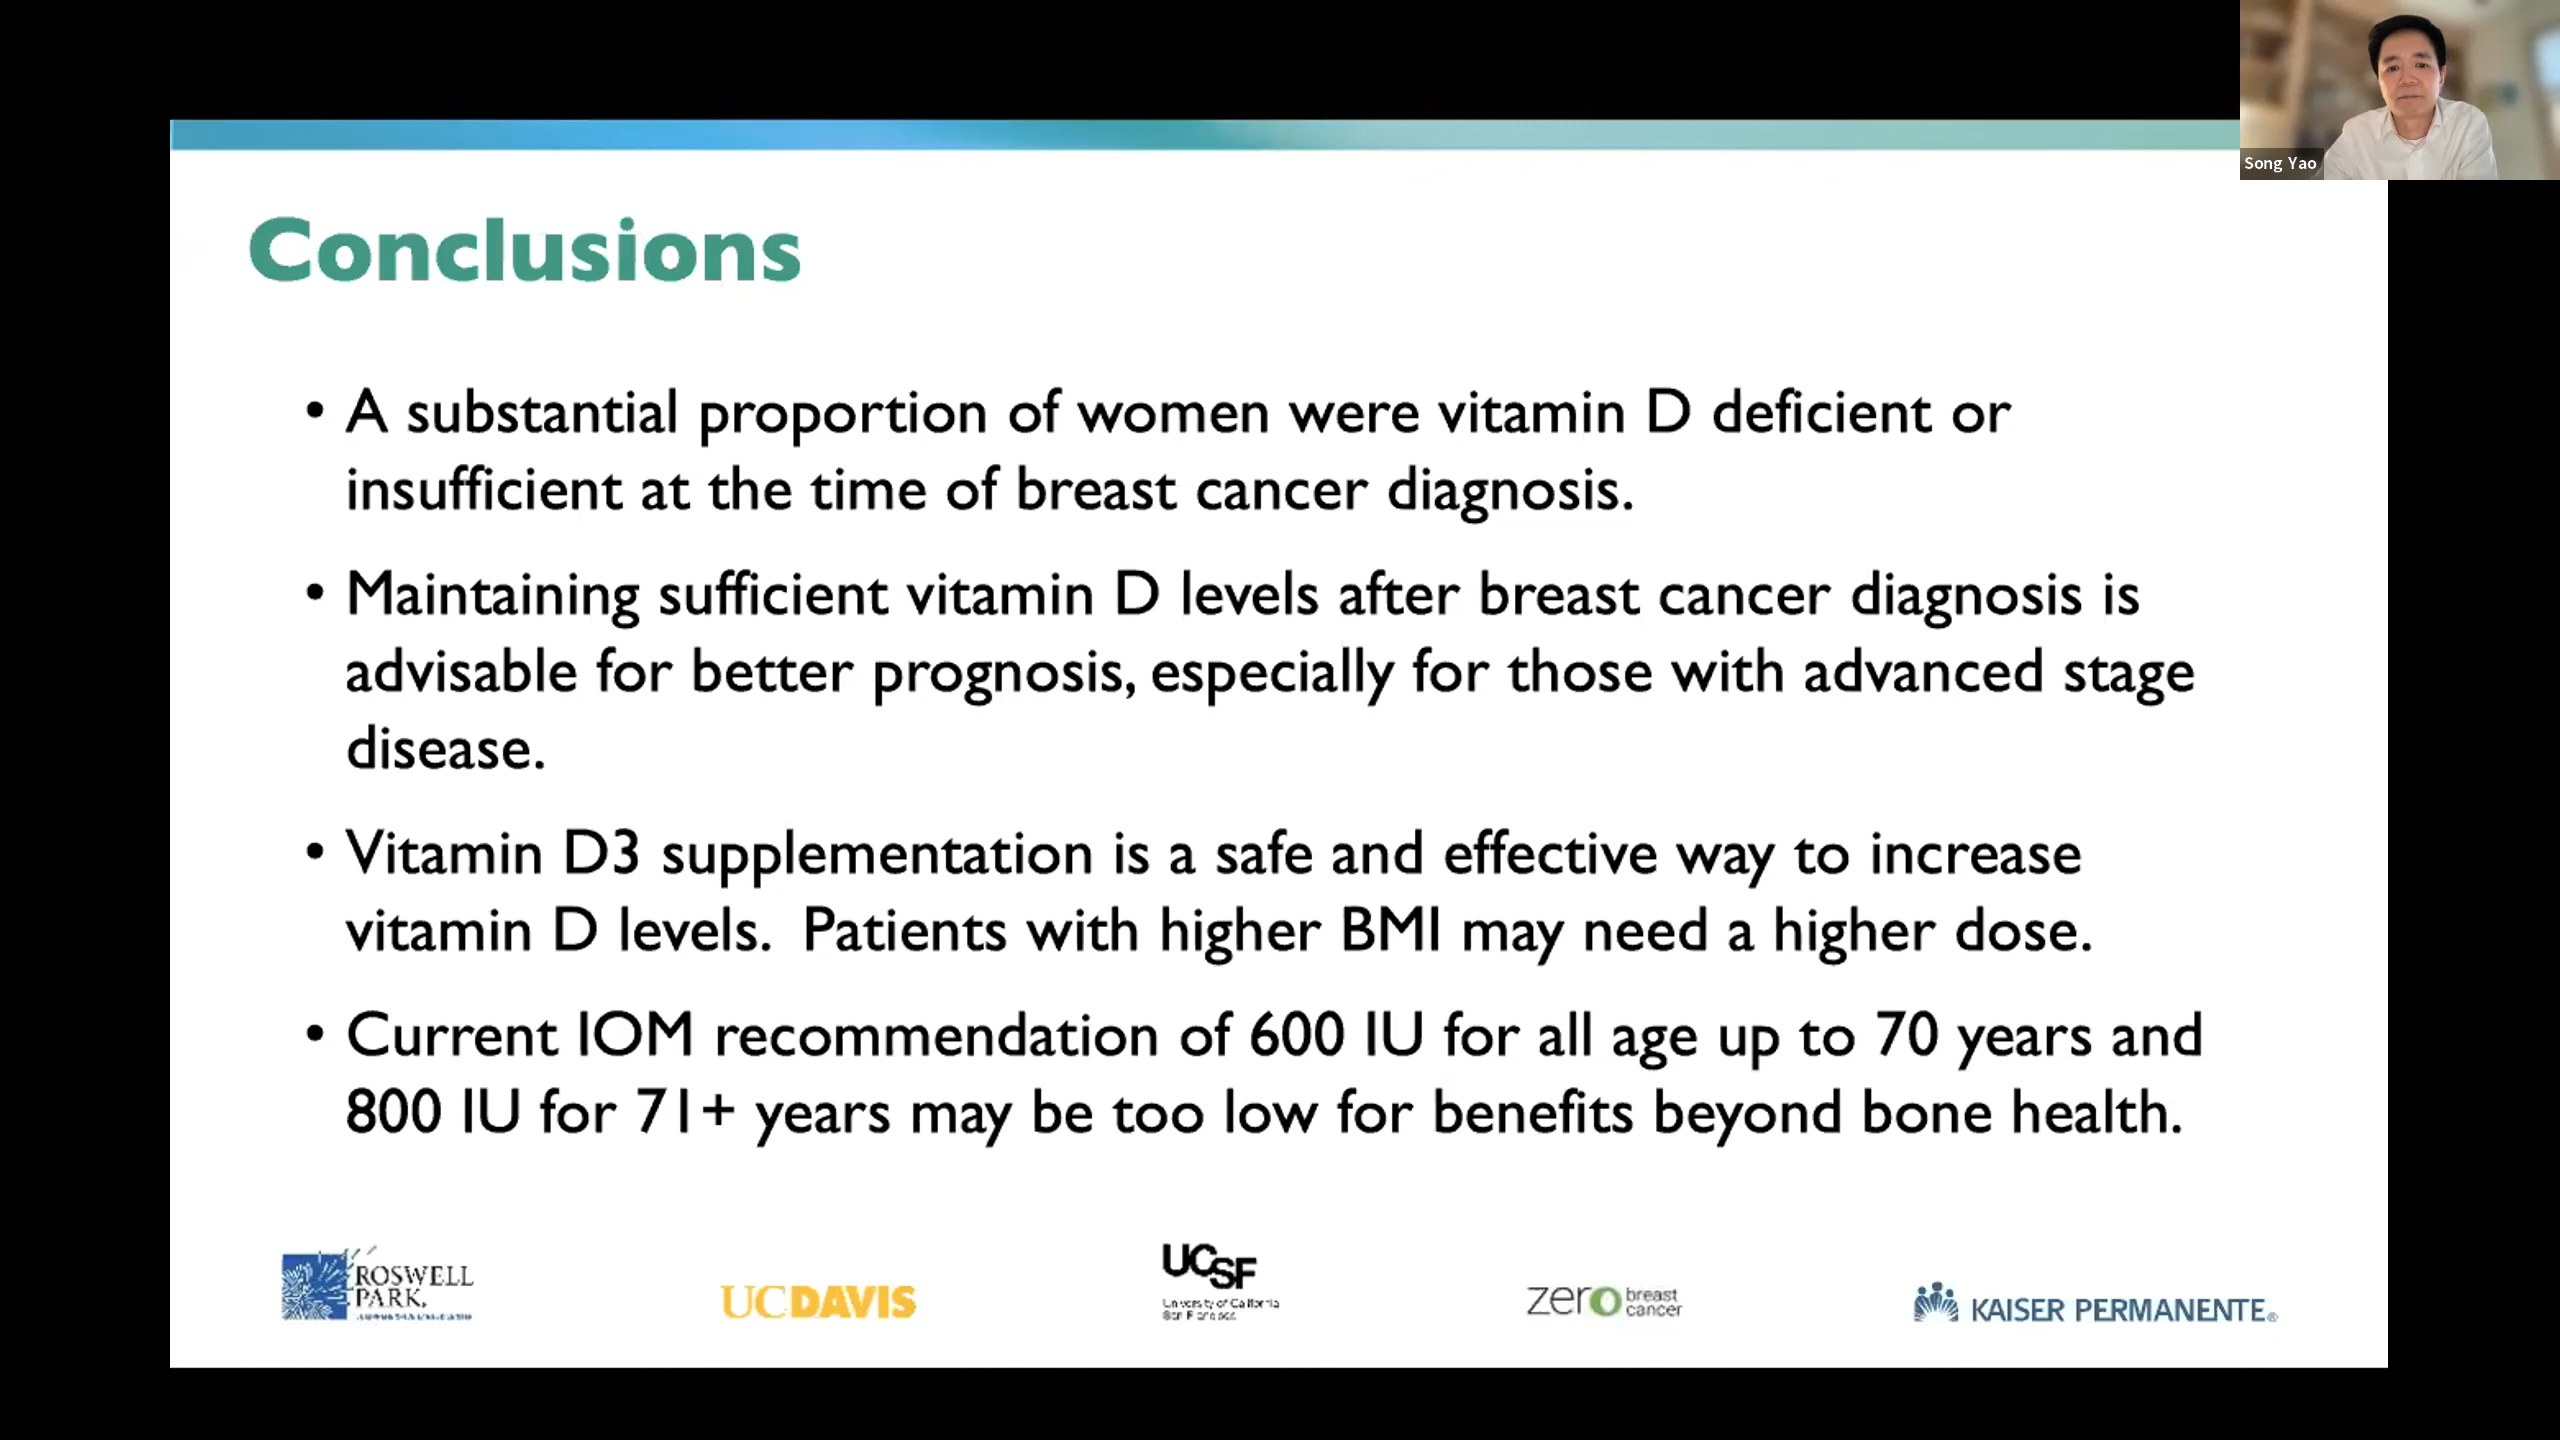 Song Yao
Conclusions
• A substantial proportion of women were vitamin D deficient or
insufficient at the time of breast cancer diagnosis.
• Maintaining sufficient vitamin D levels after breast cancer diagnosis is
advisable for better prognosis, especially for those with advanced stage
disease.
• Vitamin D3 supplementation is a safe and effective way to increase
vitamin D levels. Patients with higher BMI may need a higher dose.
• Current IOM recommendation of 600 IU for all age up to 70 years and
800 IU for 71+ years may be too low for benefits beyond bone health.
ROSWELL
PARK.
UCDAVIS
UCSF
University of California
San Francisco
zero breast
cancer
KAISER PERMANENTE®